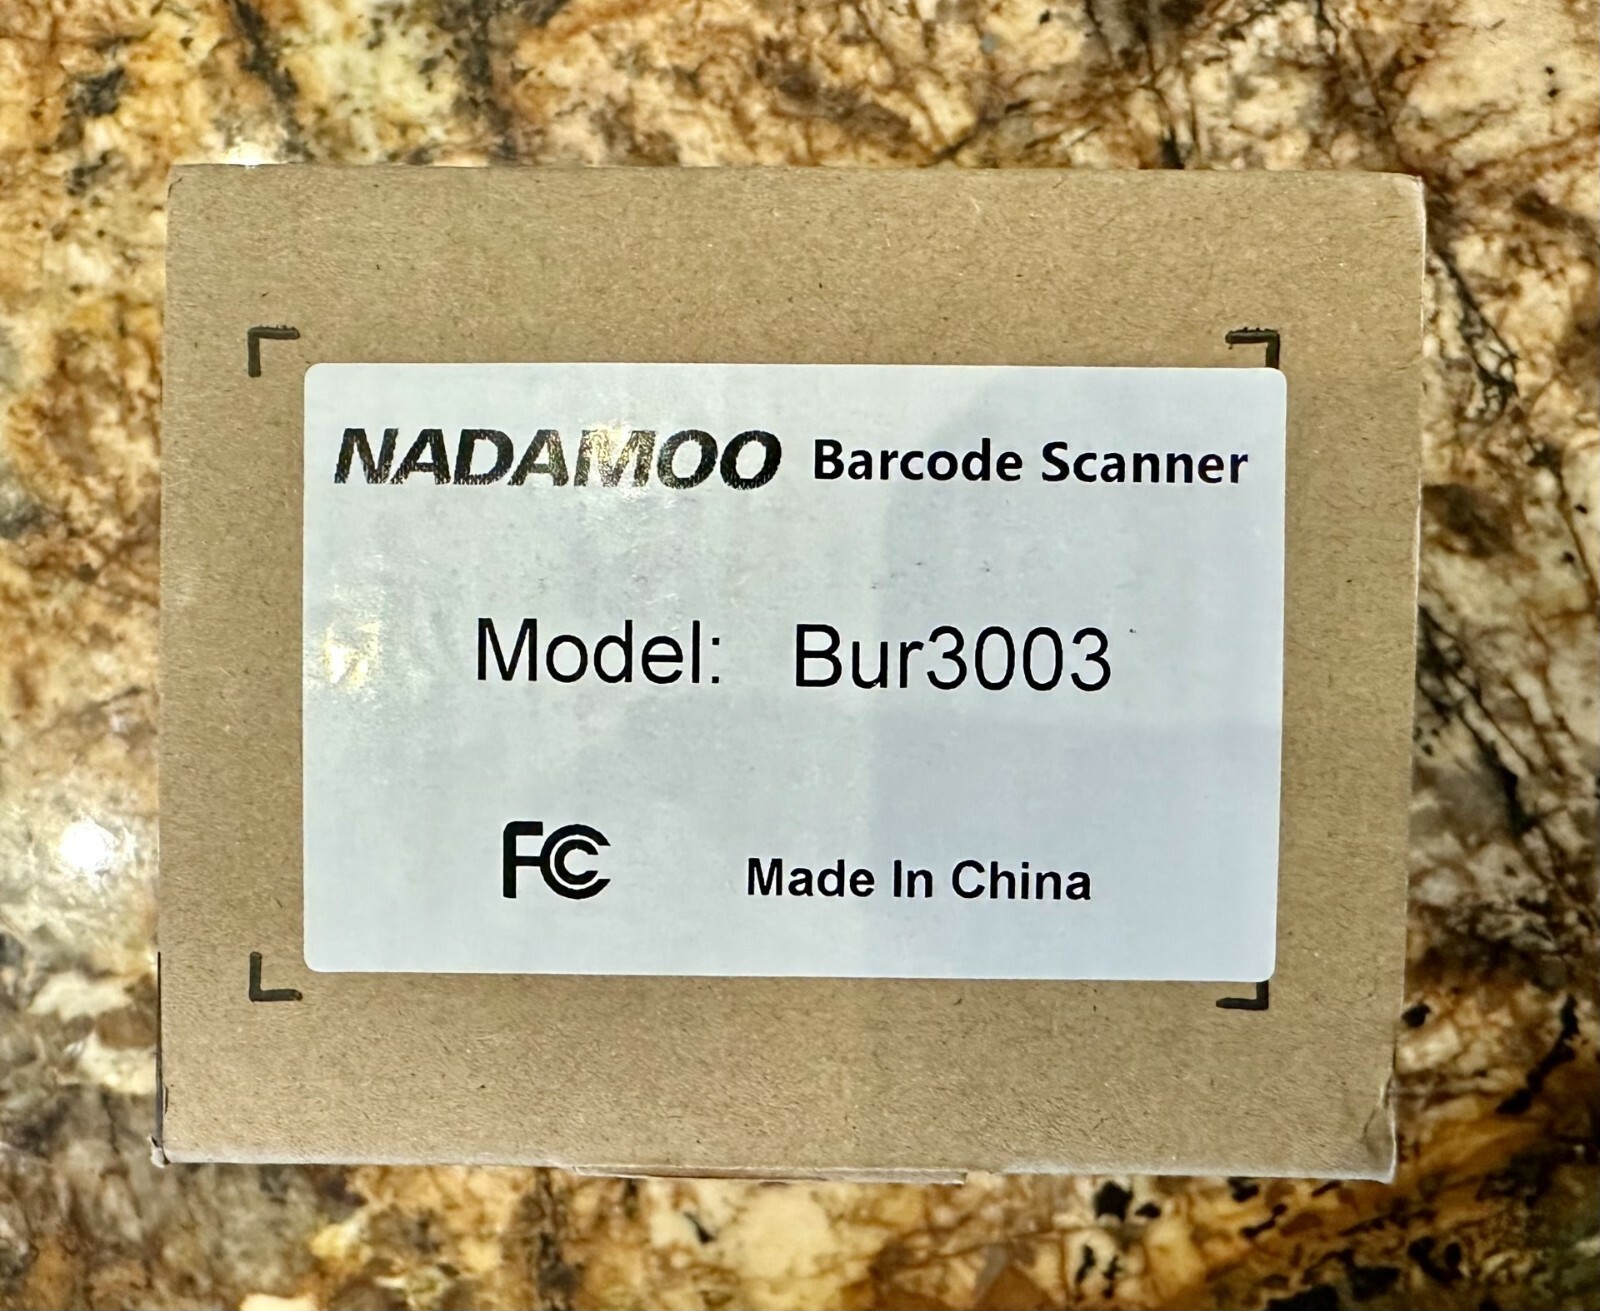 NADAMOO Barcode Scanner
Model: Bur3003
FC Made In China